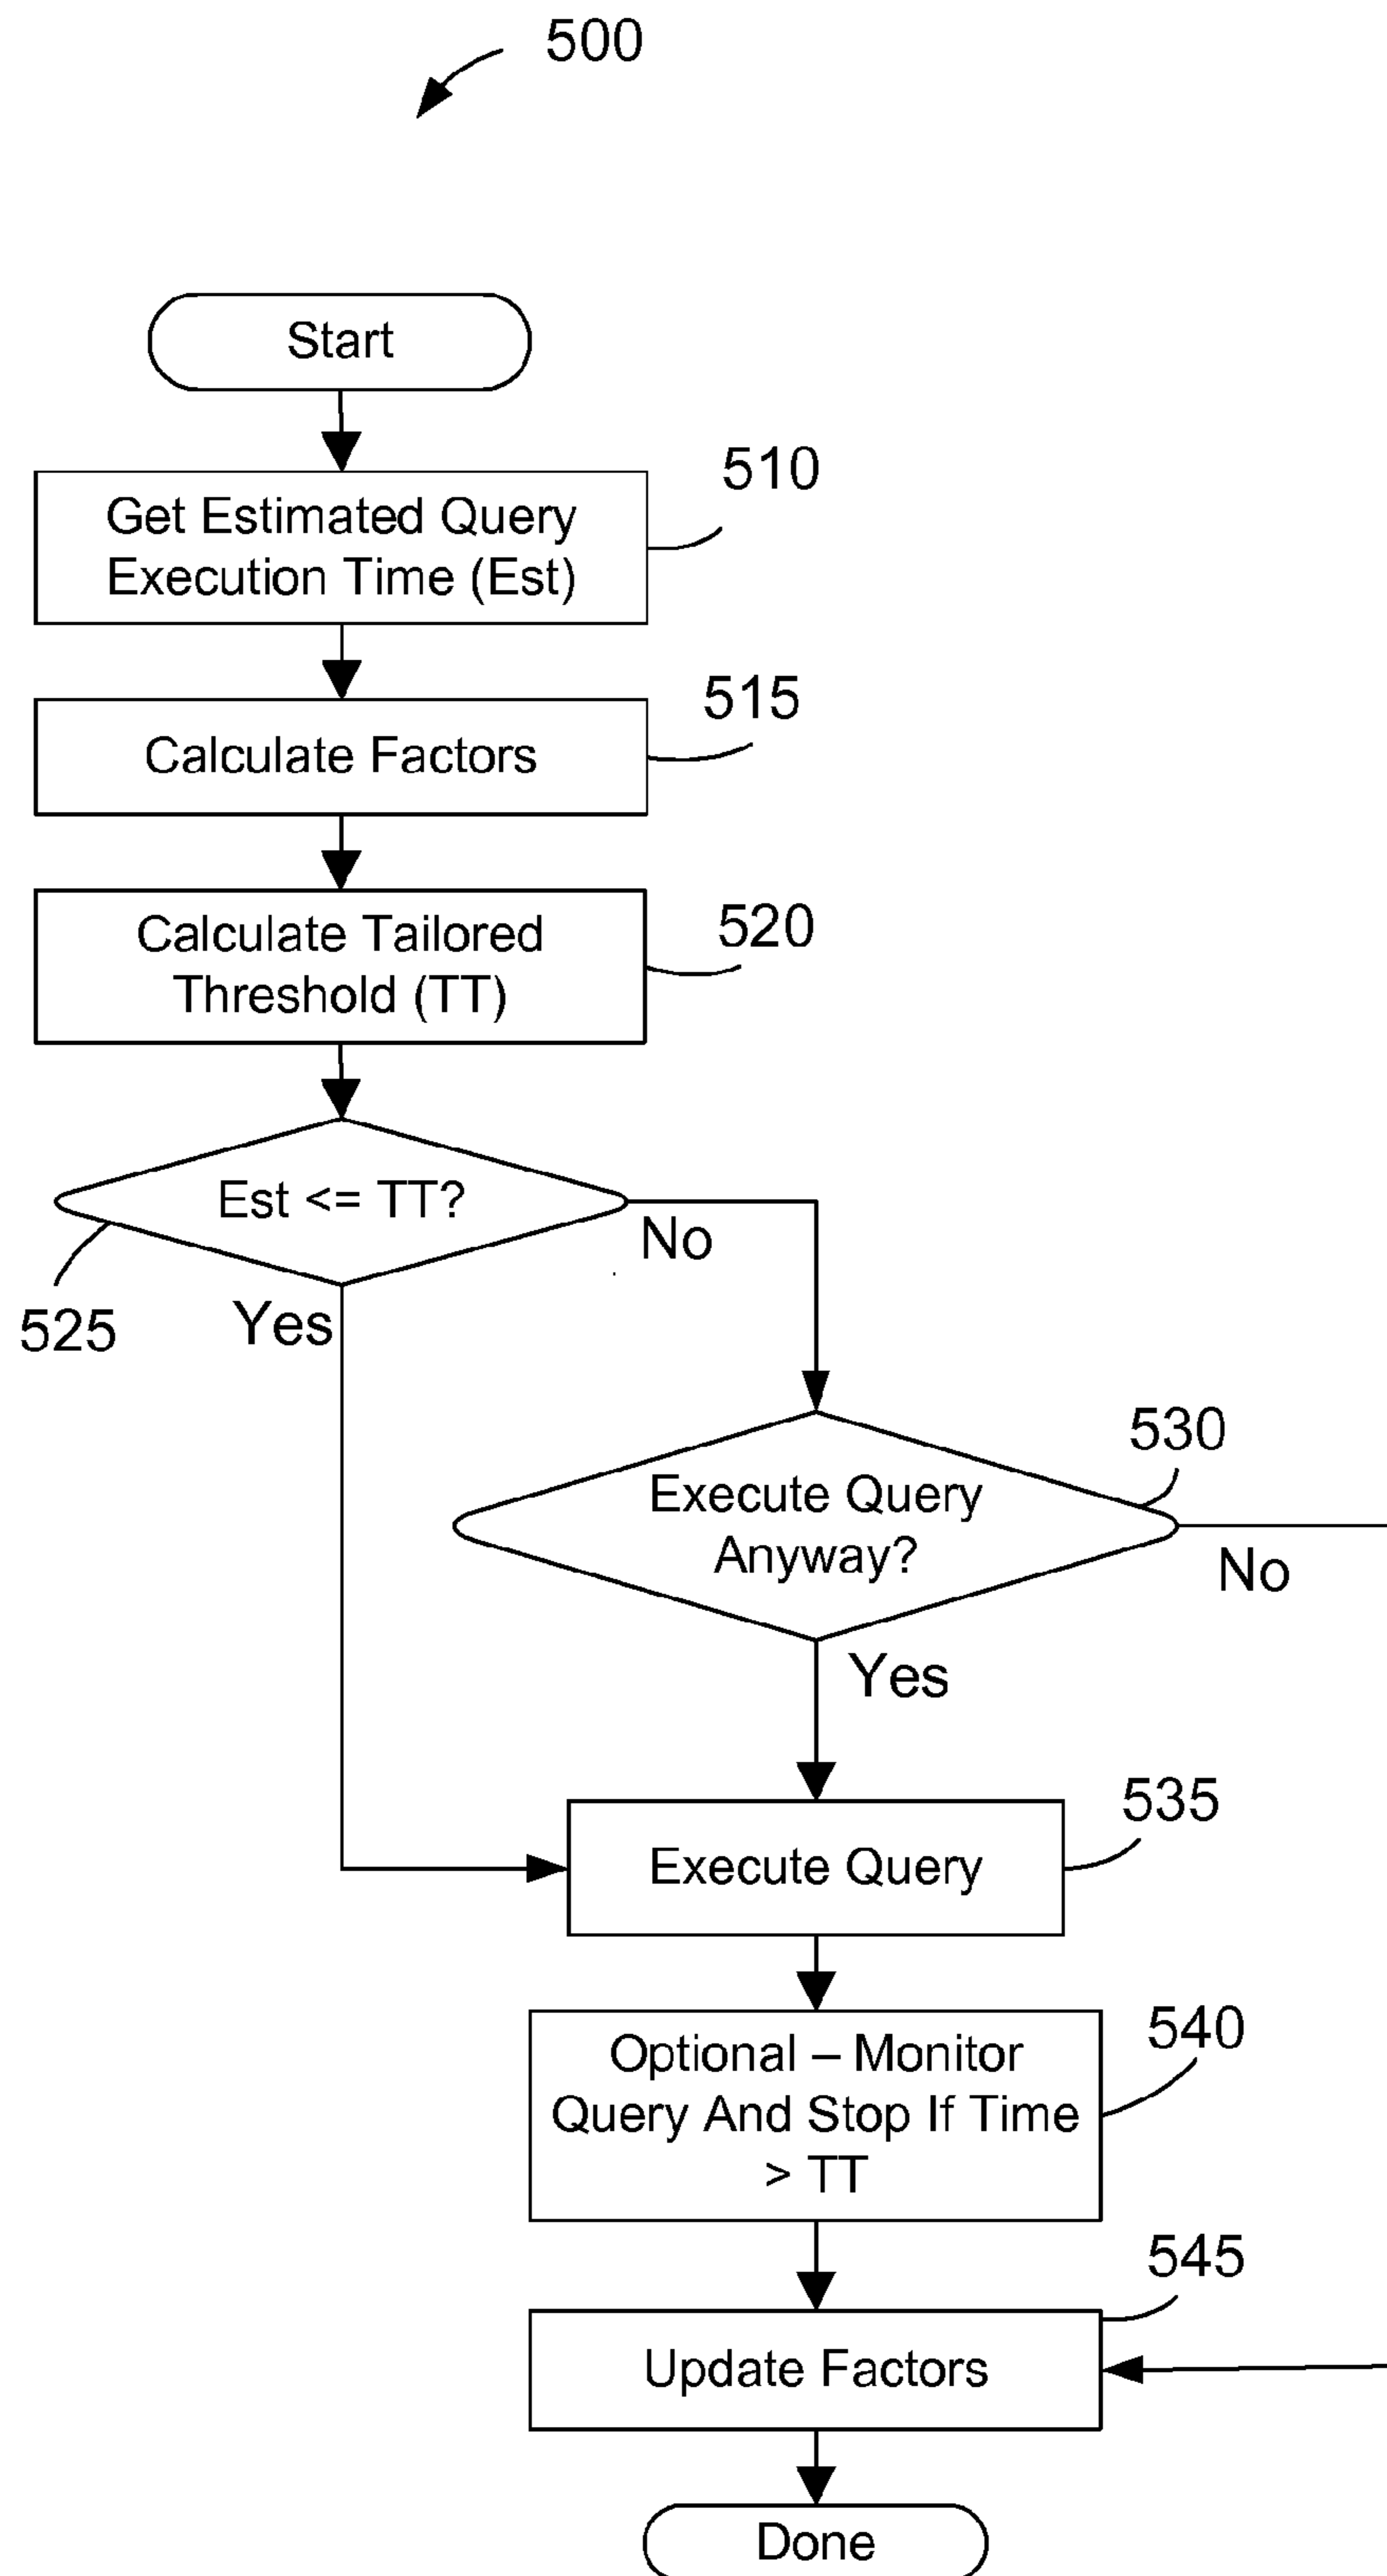 500
Start
510
Get Estimated Query
Execution Time (Est)
515
Calculate Factors
520
Calculate Tailored
Threshold (TT)
Est <= TT?
No
525
Yes
530
Execute Query
Anyway?
No
Yes
535
Execute Query
540
Optional – Monitor
Query And Stop If Time
> TT
545
Update Factors
Done